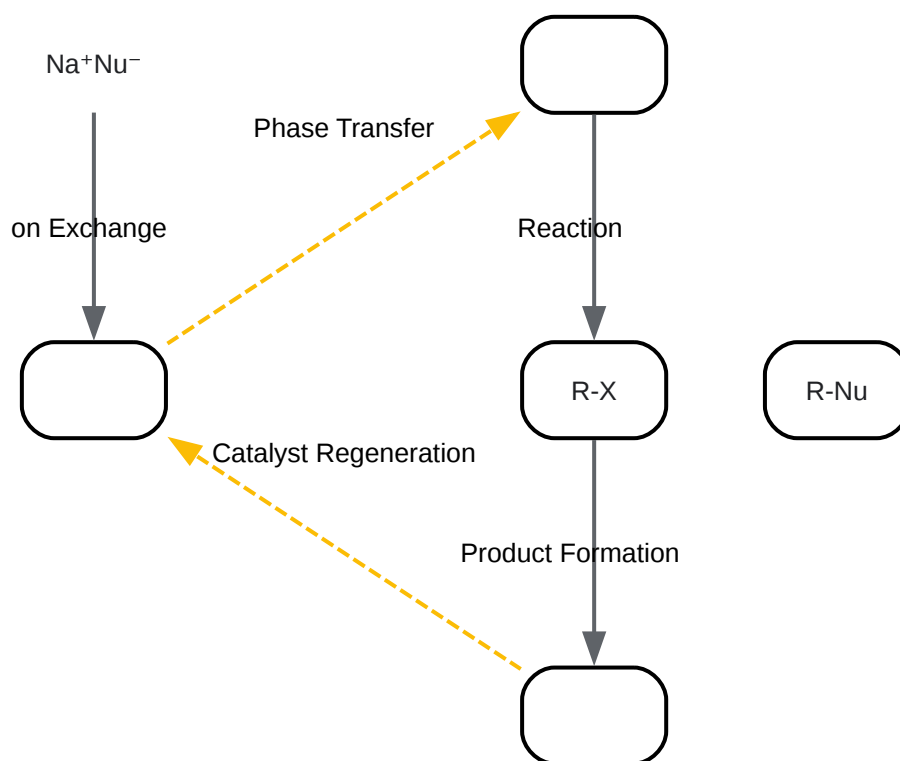 Na⁺Nu⁻
Phase Transfer
on Exchange
Reaction
R-X
R-Nu
Catalyst Regeneration
Product Formation